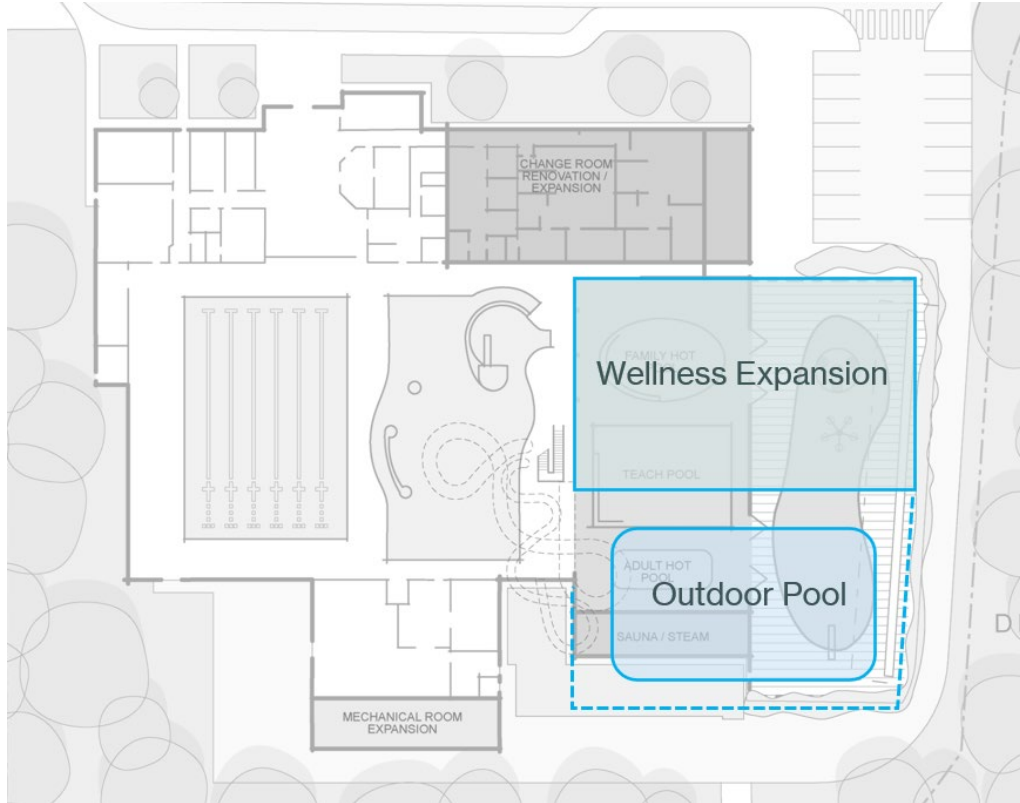 CHANGE ROOM
RENOVATION /
EXPANSION
FAMILY HOT
Wellness Expansion
TEACH POOL
ADULT HOT
POOL
Outdoor Pool
SAUNA / STEAM
MECHANICAL ROOM
EXPANSION